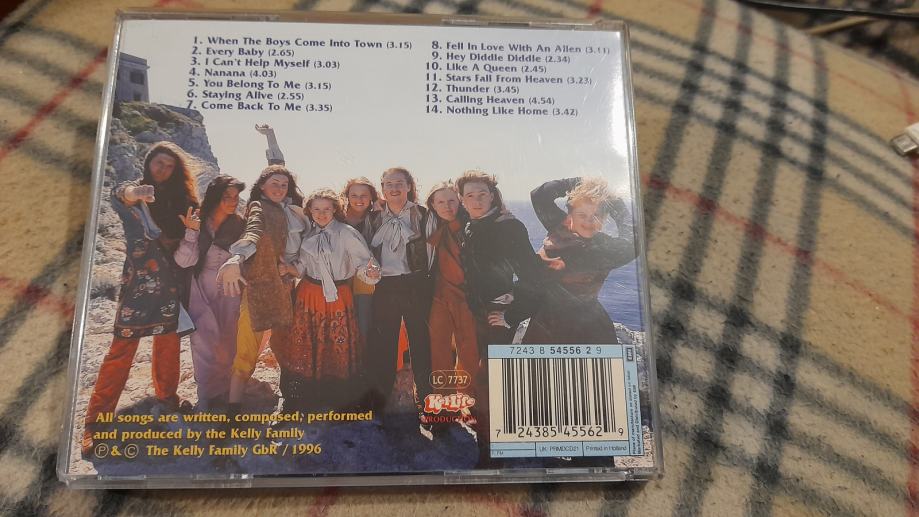 1. When The Boys Come Into Town (3.15)
2. Every Baby (2.65)
3. I Can't Help Myself (3.03)
4. Nanana (4.03)
5. You Belong To Me (3.15)
6. Staying Alive (2.55)
7. Come Back To Me (3.35)
8. Fell In Love With An Alien (3.11)
9. Hey Diddle Diddle (2.34)
10. Like A Queen (2.45)
11. Stars Fall From Heaven (3.23)
12. Thunder (3.45)
13. Calling Heaven (4.54)
14. Nothing Like Home (3.42)
All songs are written, composed, performed
and produced by the Kelly Family
Ⓟ & © The Kelly Family GbR / 1996
LC 7737
Kel-Life
PRODUCTION
7243 8 54556 2 9
7 24385 45562 9
UK: PRMDCD21
Printed in Holland
EMI